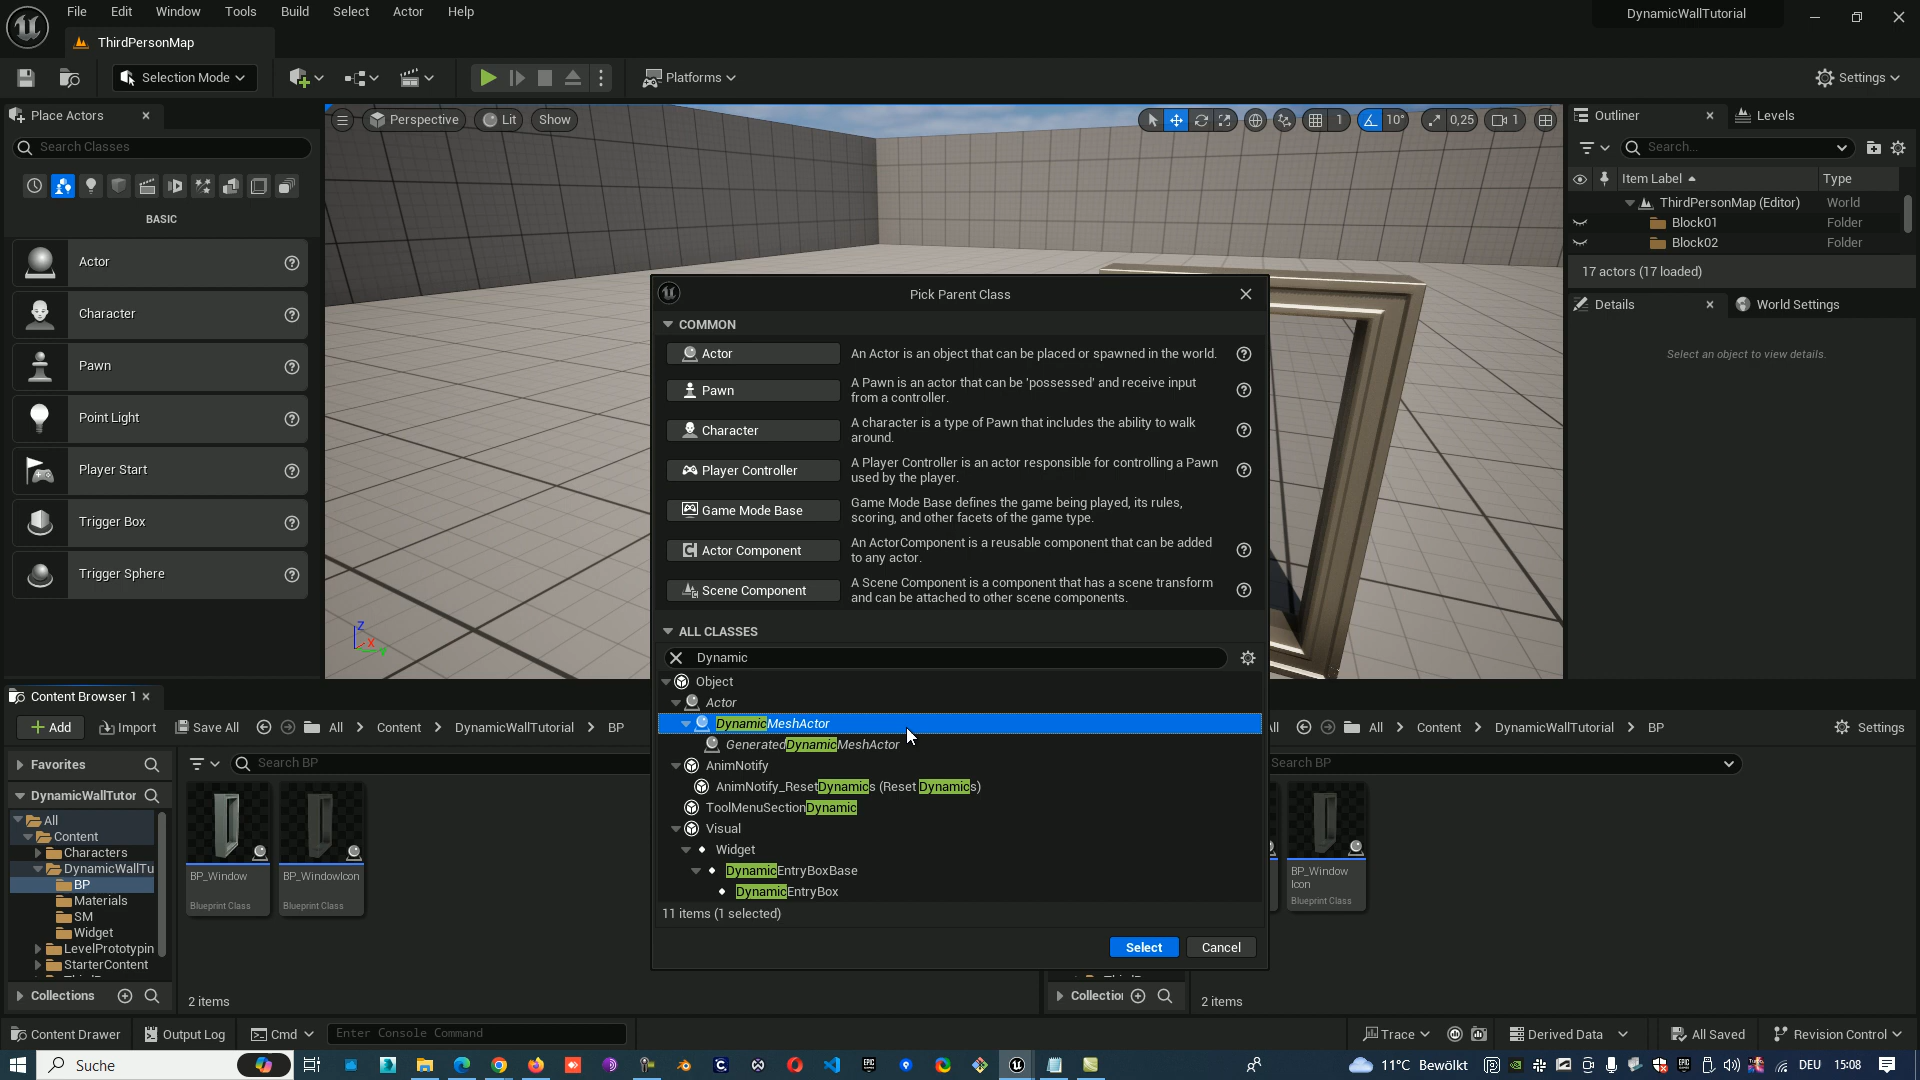 File Edit Window Tools Build Select Actor Help
DynamicWallTutorial
ThirdPersonMap
Selection Mode
Platforms
Settings
Place Actors
Search Classes
BASIC
Actor
Character
Pawn
Point Light
Player Start
Trigger Box
Trigger Sphere
Perspective Lit Show
1 10° 0,25 1
Z
X
Outliner
Levels
Search...
Item Label Type
ThirdPersonMap (Editor) World
Block01 Folder
Block02 Folder
17 actors (17 loaded)
Details
World Settings
Select an object to view details.
Pick Parent Class
COMMON
Actor
An Actor is an object that can be placed or spawned in the world.
Pawn
A Pawn is an actor that can be 'possessed' and receive input
from a controller.
Character
A character is a type of Pawn that includes the ability to walk
around.
Player Controller
A Player Controller is an actor responsible for controlling a Pawn
used by the player.
Game Mode Base
Game Mode Base defines the game being played, its rules,
scoring, and other facets of the game type.
Actor Component
An ActorComponent is a reusable component that can be added
to any actor.
Scene Component
A Scene Component is a component that has a scene transform
and can be attached to other scene components.
ALL CLASSES
Dynamic
Object
Actor
DynamicMeshActor
GeneratedDynamicMeshActor
AnimNotify
AnimNotify_ResetDynamics (Reset Dynamics)
ToolMenuSectionDynamic
Visual
Widget
DynamicEntryBoxBase
DynamicEntryBox
11 items (1 selected)
Select
Cancel
Content Browser 1
Add Import Save All All Content DynamicWallTutorial BP
Favorites
Search BP
DynamicWallTutor
All
Content
Characters
DynamicWallTu
BP
Materials
SM
Widget
LevelPrototypin
StarterContent
Collections
BP_Window
Blueprint Class
BP_WindowIcon
Blueprint Class
2 items
All Content DynamicWallTutorial BP
Settings
Search BP
BP_Window
Icon
Blueprint Class
Collection
2 items
Content Drawer Output Log Cmd Enter Console Command
Trace Derived Data All Saved Revision Control
Suche
11°C Bewölkt
DEU 15:08